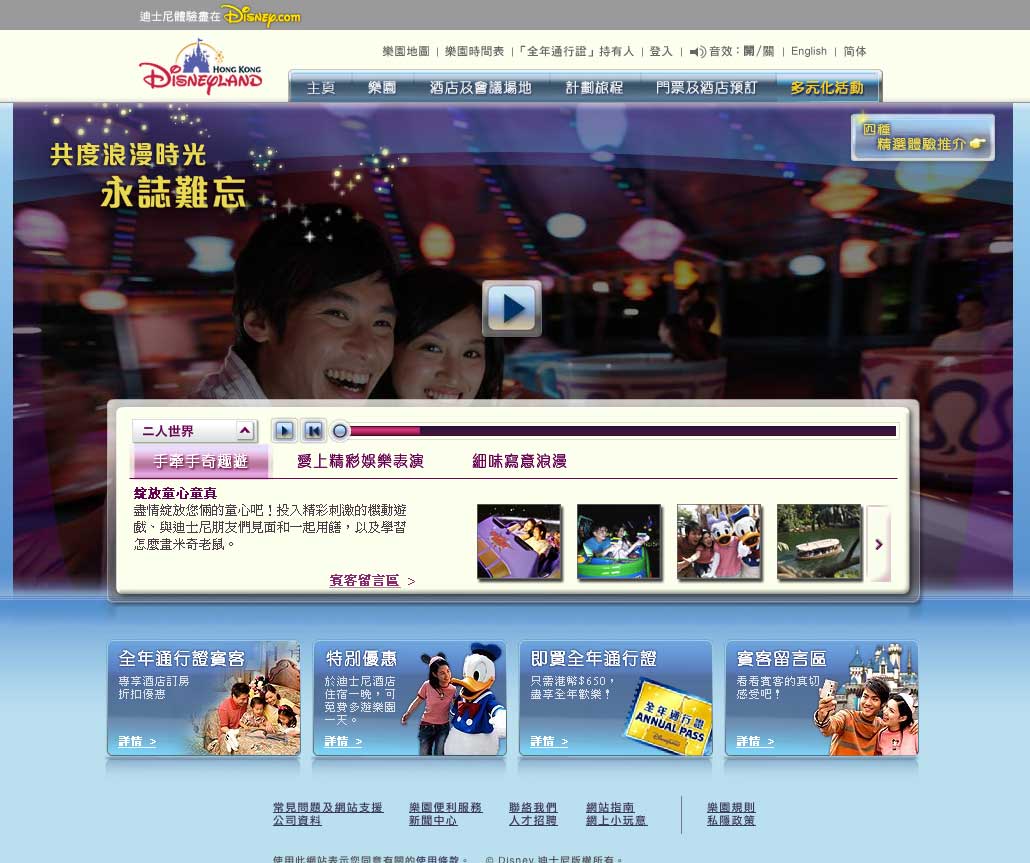 迪士尼體驗盡在 Disney.com
樂園地圖 | 樂園時間表 | 「全年通行證」持有人 | 登入 | 音效：開/關 | English | 简体
HONG KONG
DISNEYLAND
主頁 樂園 酒店及會議場地 計劃旅程 門票及酒店預訂 多元化活動
四種
精選體驗推介
共度浪漫時光
永誌難忘
二人世界
手牽手奇趣遊 愛上精彩娛樂表演 細味寫意浪漫
綻放童心童真
盡情綻放您倆的童心吧！投入精彩刺激的機動遊
戲、與迪士尼朋友們見面和一起用饍，以及學習
怎麼畫米奇老鼠。
賓客留言區 >
全年通行證賓客
專享酒店訂房
折扣優惠
詳情 >
特別優惠
於迪士尼酒店
住宿一晚，可
免費多遊樂園
一天。
詳情 >
即買全年通行證
只需港幣$650，
盡享全年歡樂！
全年通行證
ANNUAL PASS
詳情 >
賓客留言區
看看賓客的真切
感受吧！
詳情 >
常見問題及網站支援 樂園便利服務 聯絡我們 網站指南 樂園規則
公司資料 新聞中心 人才招聘 網上小玩意 私隱政策
使用此網站表示您同意有關的使用條款。 © Disney 迪士尼版權所有。